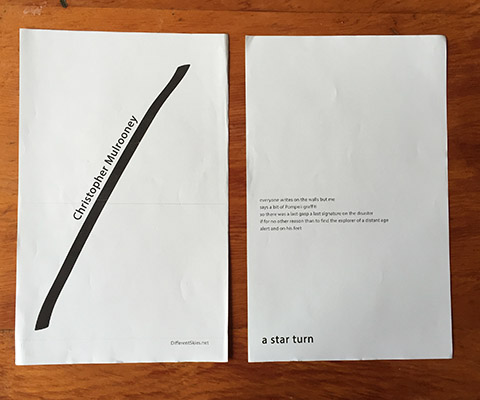 Christopher Mulrooney
DifferentSkies.net
everyone writes on the walls but me
says a bit of Pompeii graffiti
so there was a last gasp a last signature on the disaster
if for no other reason than to find the explorer of a distant age
alert and on his feet
a star turn